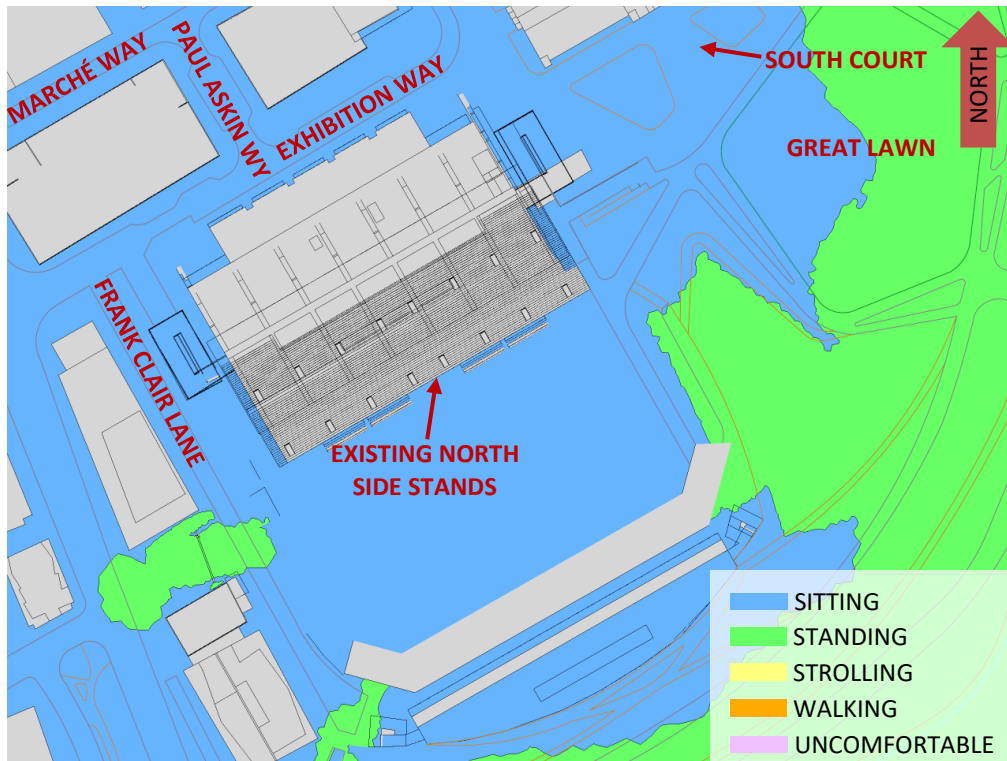 MARCHÉ WAY
PAUL ASKIN WY
EXHIBITION WAY
SOUTH COURT
NORTH
GREAT LAWN
FRANK CLAIR LANE
EXISTING NORTH
SIDE STANDS
SITTING
STANDING
STROLLING
WALKING
UNCOMFORTABLE